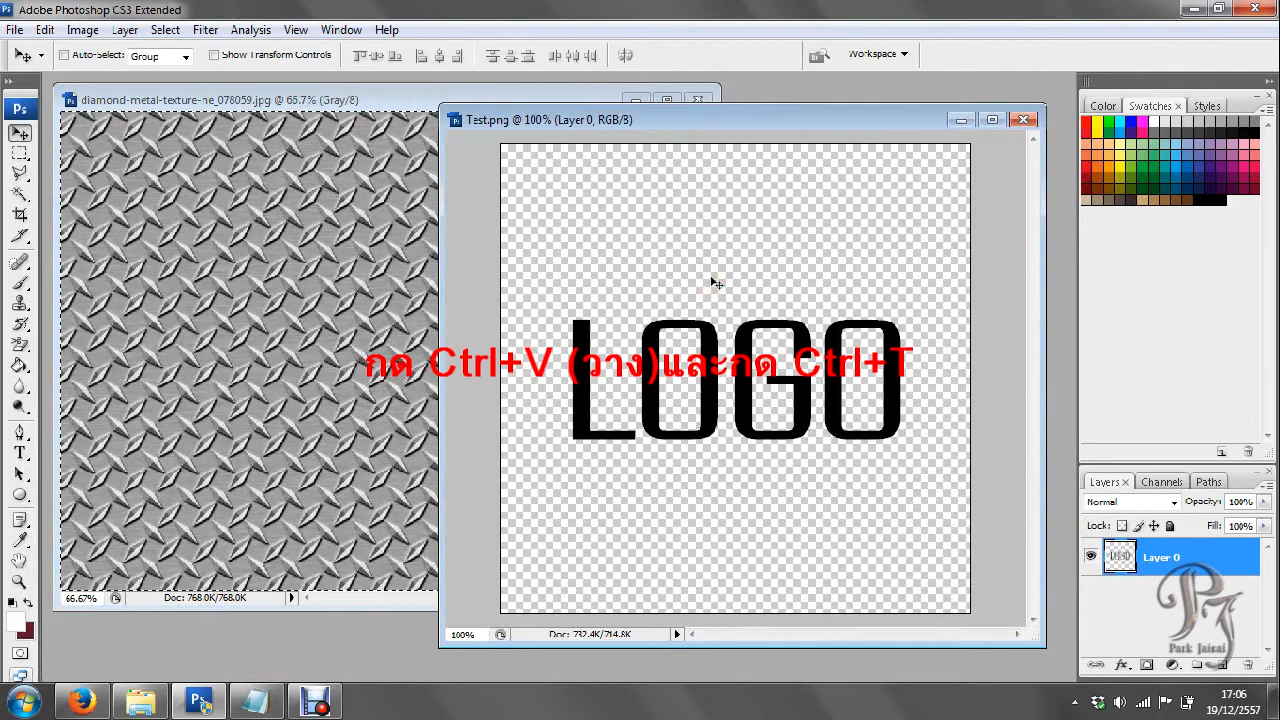 Adobe Photoshop CS3 Extended
File Edit Image Layer Select Filter Analysis View Window Help
Auto-Select: Group Show Transform Controls Workspace
diamond-metal-texture-he_078059.jpg @ 66.7% (Gray/8)
Test.png @ 100% (Layer 0, RGB/8)
Color Swatches × Styles
Ps
LOGO
กด Ctrl+V (วาง)และกด Ctrl+T
Layers × Channels Paths
Normal Opacity: 100%
Lock: Fill: 100%
Layer 0
66.67% Doc: 768.0K/768.0K
100% Doc: 732.4K/714.8K
PJ
Park Jaisai
17:06
19/12/2557